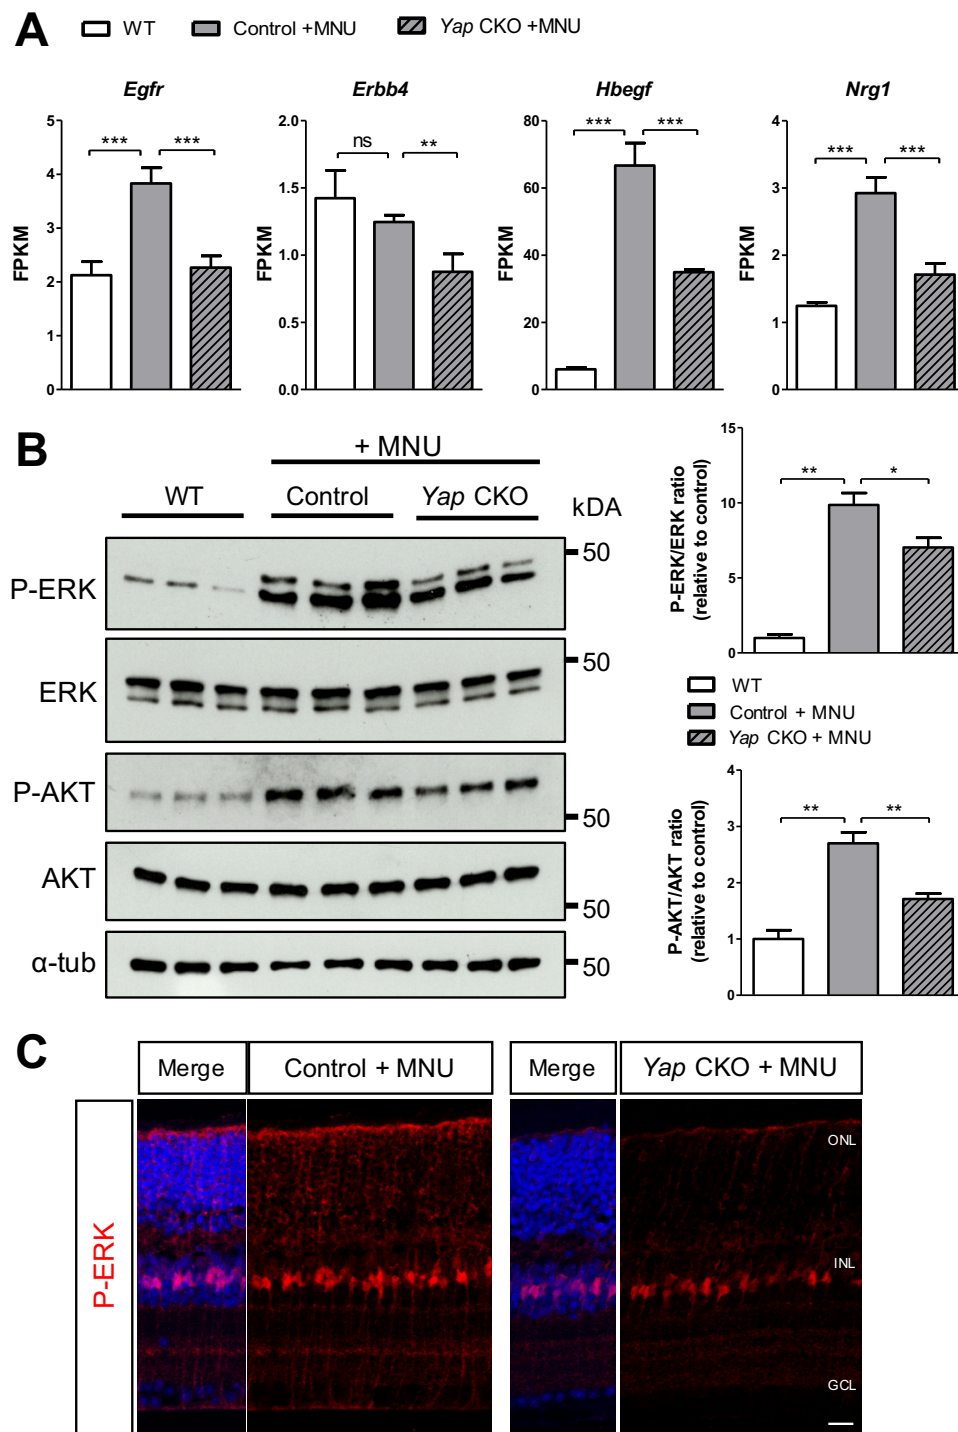 A
WT
Control +MNU
Yap CKO +MNU
Egfr
Erbb4
Hbegf
Nrg1
FPKM
5
4
3
2
1
0
***
***
FPKM
2.0
1.5
1.0
0.5
0.0
ns
**
FPKM
80
60
40
20
0
***
***
FPKM
4
3
2
1
0
***
***
B
+ MNU
WT
Control
Yap CKO
kDA
P-ERK
50
ERK
50
P-AKT
50
AKT
50
α-tub
50
P-ERK/ERK ratio
(relative to control)
15
10
5
0
**
*
WT
Control + MNU
Yap CKO + MNU
P-AKT/AKT ratio
(relative to control)
4
3
2
1
0
**
**
C
Merge
Control + MNU
Merge
Yap CKO + MNU
P-ERK
ONL
INL
GCL